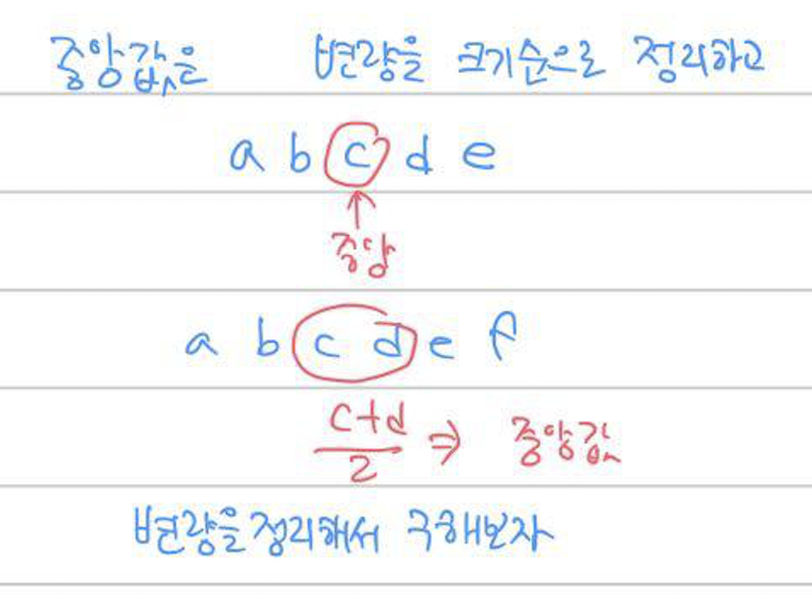 중앙값은 변량을 크기순으로 정리하고
a b c d e
↑
중앙
a b c d e f
c+d/2 ⇒ 중앙값
변량을정리해서 구해보자